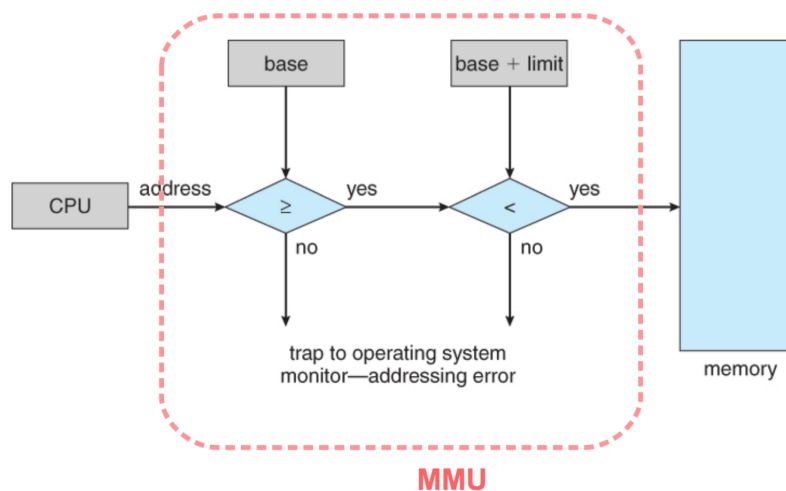 base
base + limit
CPU
address
≥
yes
<
yes
no
no
trap to operating system
monitor—addressing error
memory
MMU